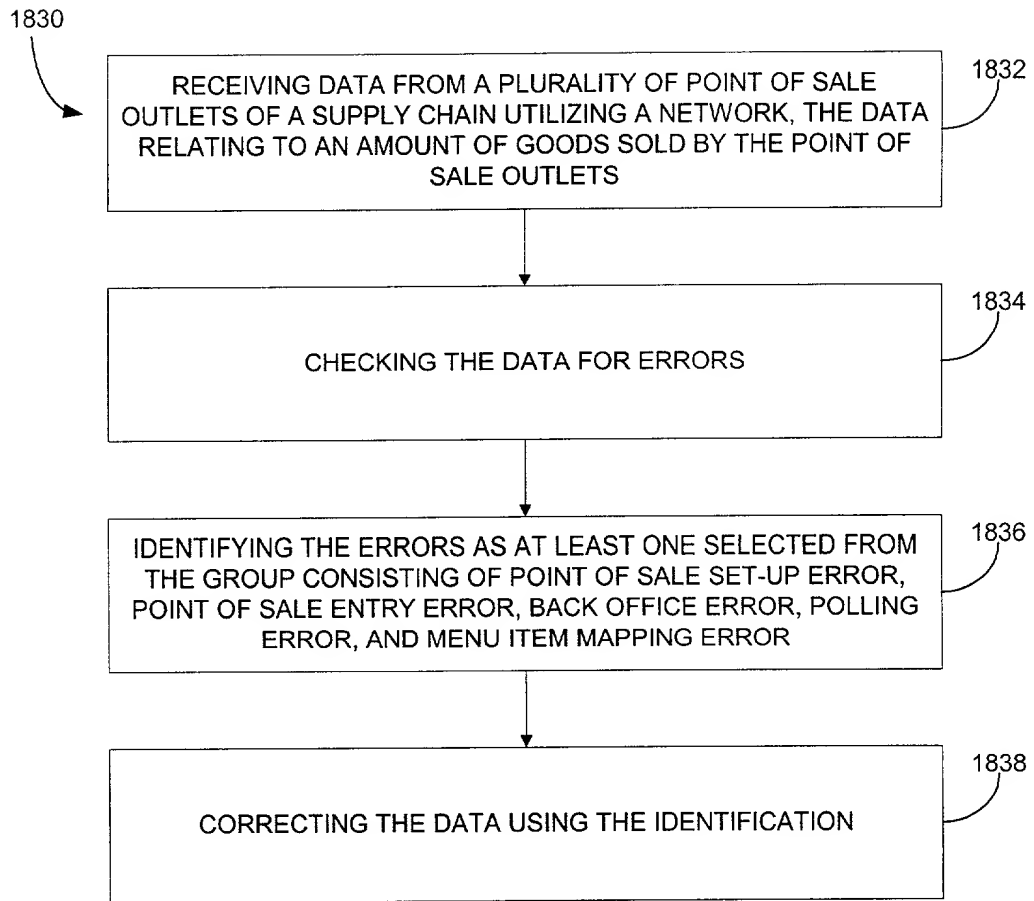 1830
RECEIVING DATA FROM A PLURALITY OF POINT OF SALE
OUTLETS OF A SUPPLY CHAIN UTILIZING A NETWORK, THE DATA
RELATING TO AN AMOUNT OF GOODS SOLD BY THE POINT OF
SALE OUTLETS
1832
CHECKING THE DATA FOR ERRORS
1834
IDENTIFYING THE ERRORS AS AT LEAST ONE SELECTED FROM
THE GROUP CONSISTING OF POINT OF SALE SET-UP ERROR,
POINT OF SALE ENTRY ERROR, BACK OFFICE ERROR, POLLING
ERROR, AND MENU ITEM MAPPING ERROR
1836
CORRECTING THE DATA USING THE IDENTIFICATION
1838